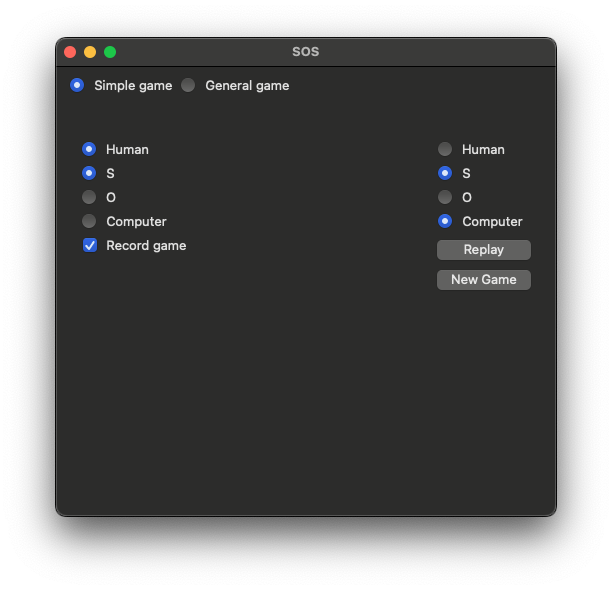 SOS
Simple game General game
Human
S
O
Computer
Record game
Human
S
O
Computer
Replay
New Game